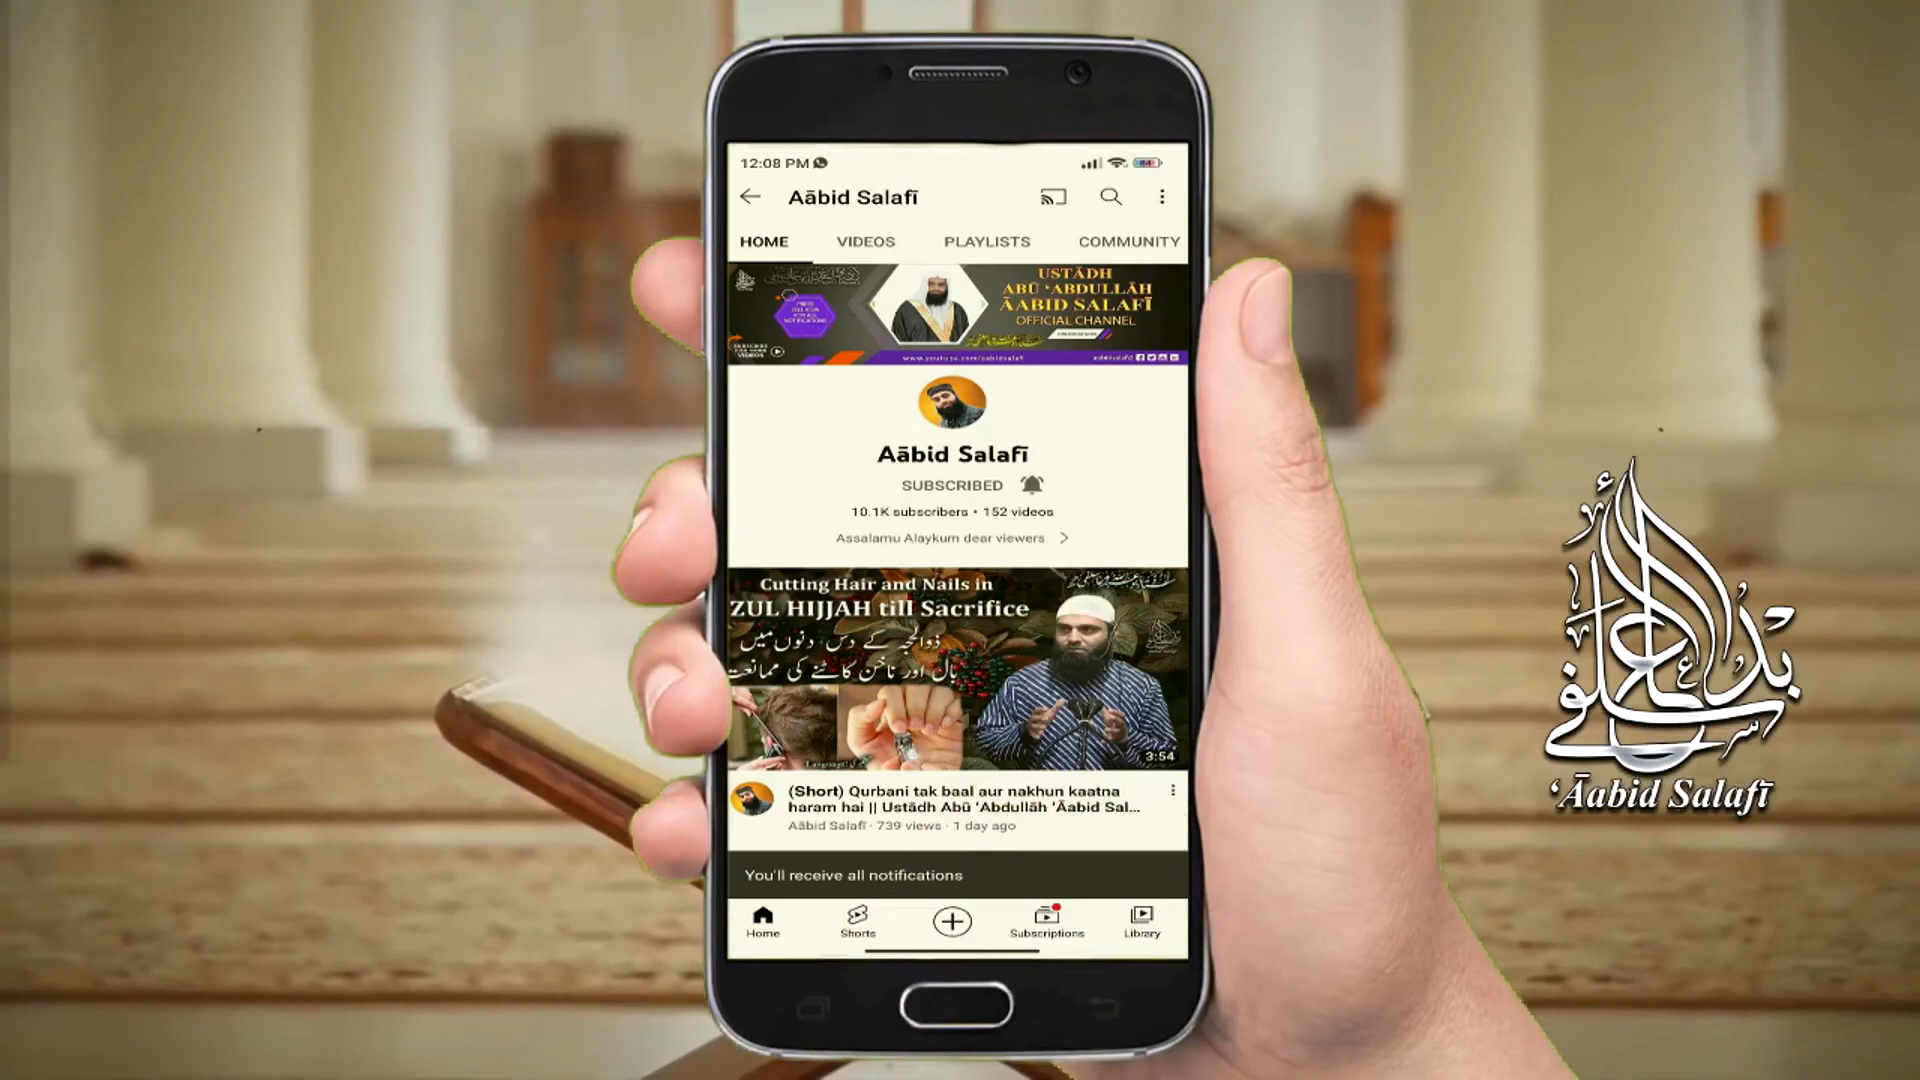 12:08 PM
Aābid Salafī
HOME VIDEOS PLAYLISTS COMMUNITY
USTĀDH
ABŪ ‘ABDULLĀH
ĀABID SALAFĪ
OFFICIAL CHANNEL
www.youtube.com/aabidsalafi
Aābid Salafī
SUBSCRIBED
10.1K subscribers • 152 videos
Assalamu Alaykum dear viewers
Cutting Hair and Nails in
ZUL HIJJAH till Sacrifice
ذوالحجہ کے دس دنوں میں
بال اور ناخن کاٹنے کی ممانعت
3:54
(Short) Qurbani tak baal aur nakhun kaatna
haram hai || Ustādh Abū ‘Abdullāh ‘Āabid Sal...
Aābid Salafī · 739 views · 1 day ago
You'll receive all notifications
Home Shorts Subscriptions Library
‘Āabid Salafī